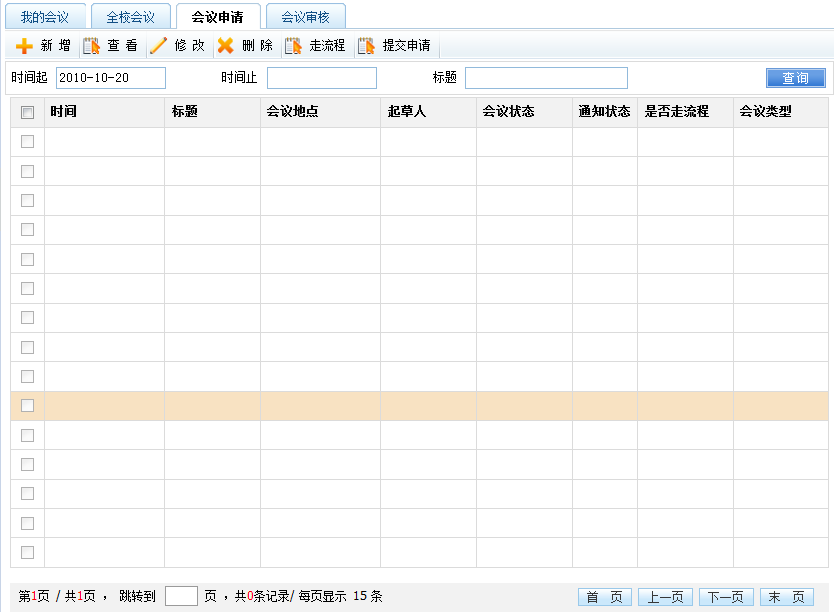 我的会议 全校会议 会议申请 会议审核
新 增 查 看 修 改 删 除 走流程 提交申请
时间起 2010-10-20 时间止 标题 查询
时间 标题 会议地点 起草人 会议状态 通知状态 是否走流程 会议类型
第1页 / 共1页 ， 跳转到 页 ，共0条记录/ 每页显示 15 条 首 页 上一页 下一页 末 页